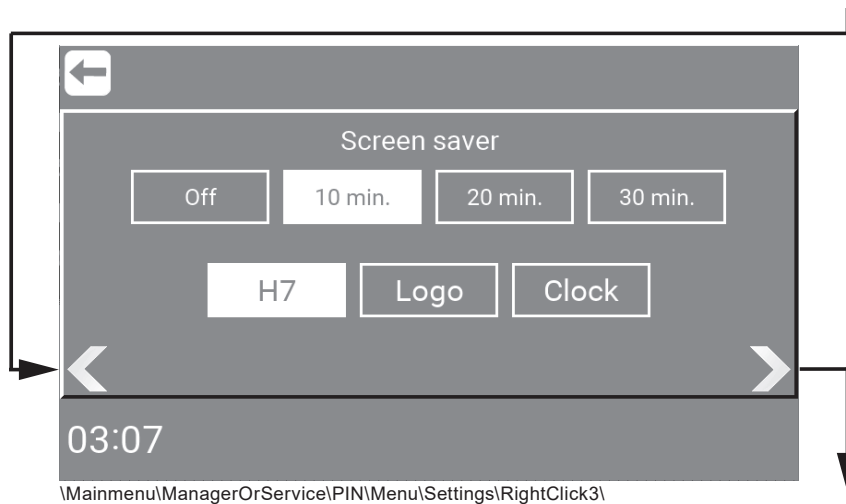 Screen saver
Off 10 min. 20 min. 30 min.
H7 Logo Clock
03:07
\Mainmenu\ManagerOrService\PIN\Menu\Settings\RightClick3\